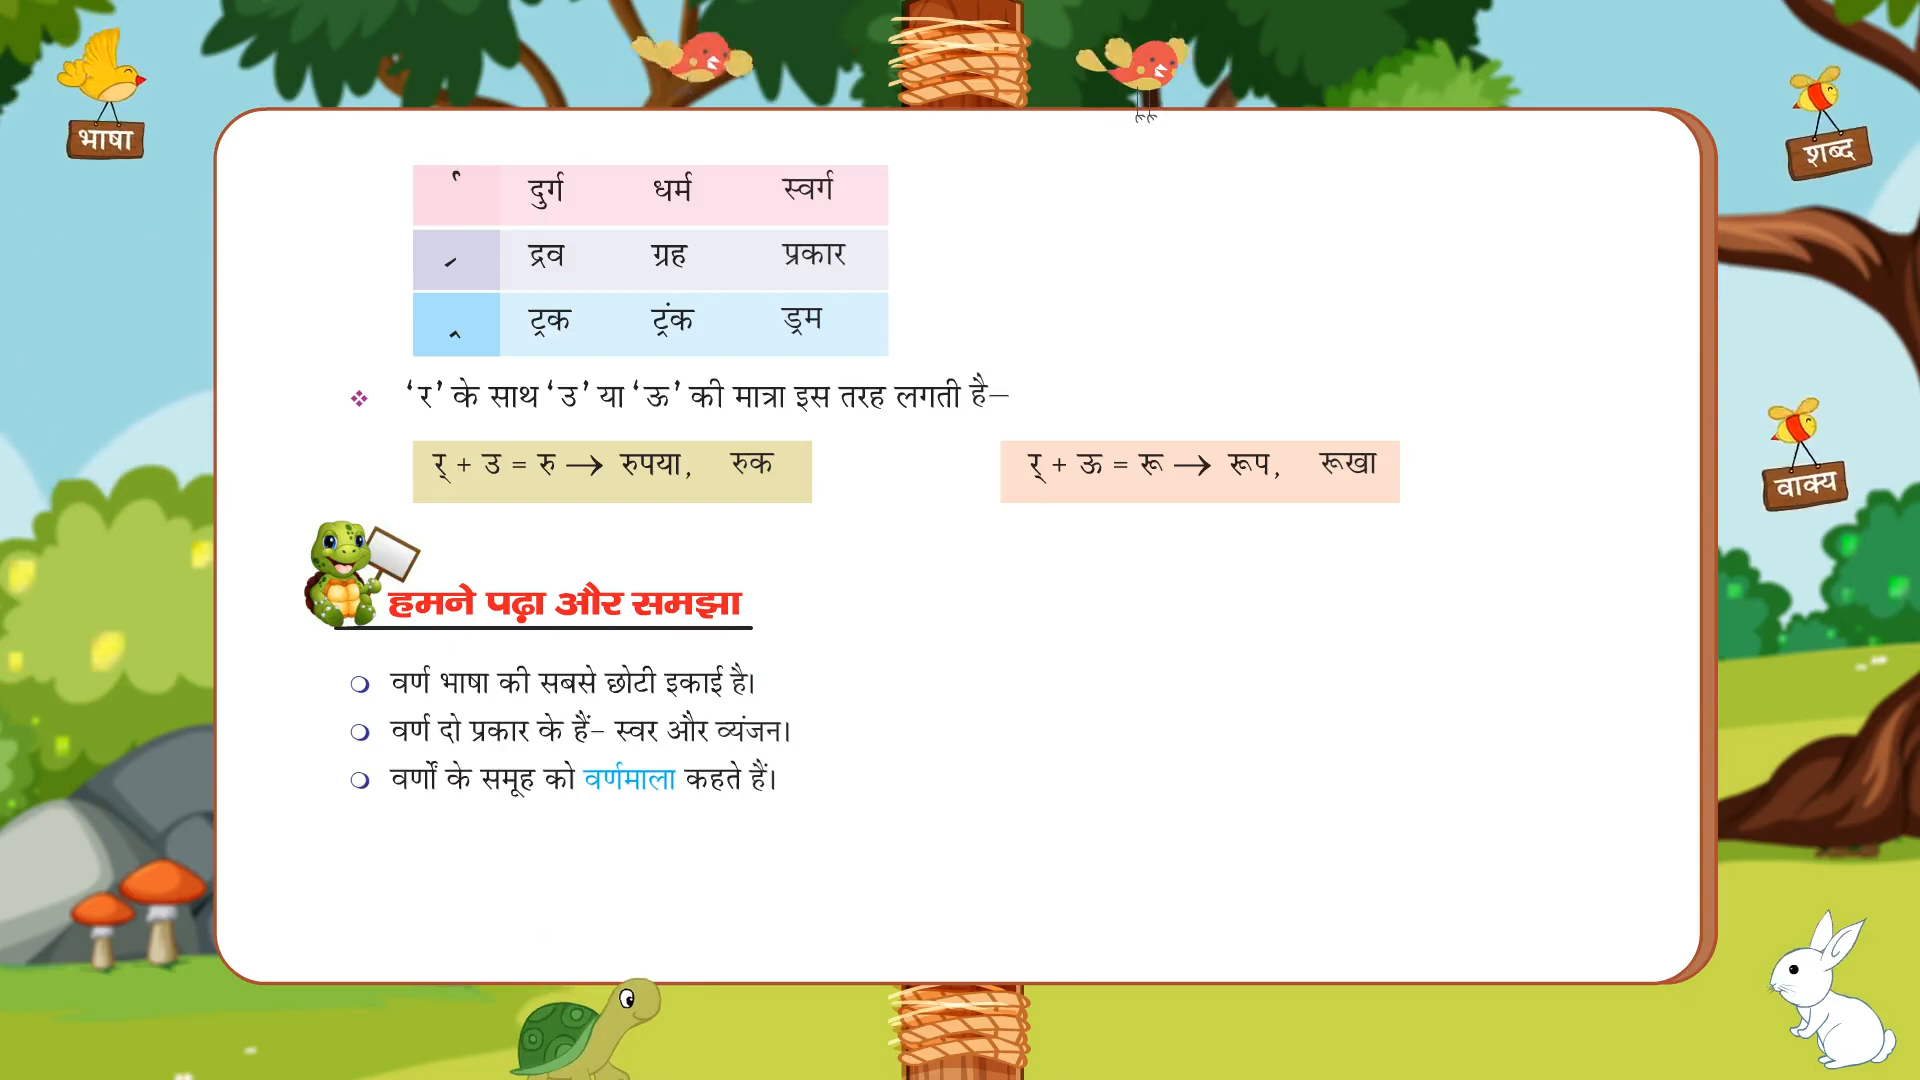 भाषा
शब्द
र्‍ दुर्ग धर्म स्वर्ग
्र द्रव ग्रह प्रकार
्र ट्रक ट्रंक ड्रम
❖ ‘र’ के साथ ‘उ’ या ‘ऊ’ की मात्रा इस तरह लगती है–
र् + उ = रु → रुपया, रुक
र् + ऊ = रू → रूप, रूखा
वाक्य
हमने पढ़ा और समझा
वर्ण भाषा की सबसे छोटी इकाई है।
वर्ण दो प्रकार के हैं- स्वर और व्यंजन।
वर्णों के समूह को वर्णमाला कहते हैं।